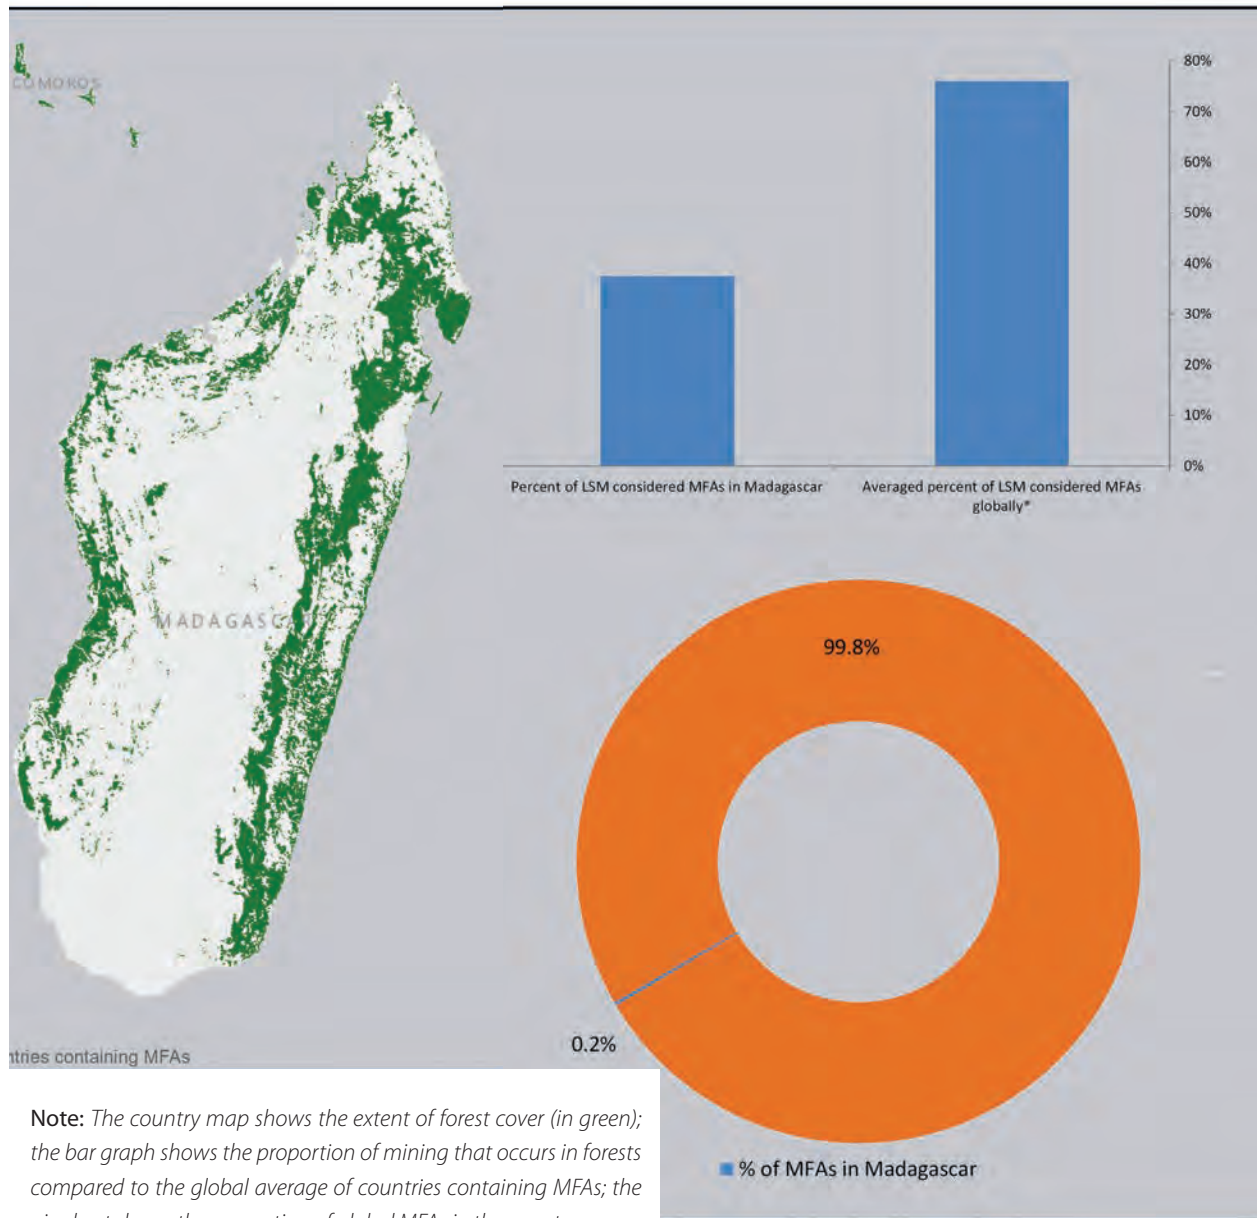 COMOROS
80%
70%
60%
50%
40%
30%
20%
10%
0%
Percent of LSM considered MFAs in Madagascar
Averaged percent of LSM considered MFAs
globally*
MADAGASCAR
99.8%
0.2%
ntries containing MFAs
% of MFAs in Madagascar
Note: The country map shows the extent of forest cover (in green);
the bar graph shows the proportion of mining that occurs in forests
compared to the global average of countries containing MFAs; the